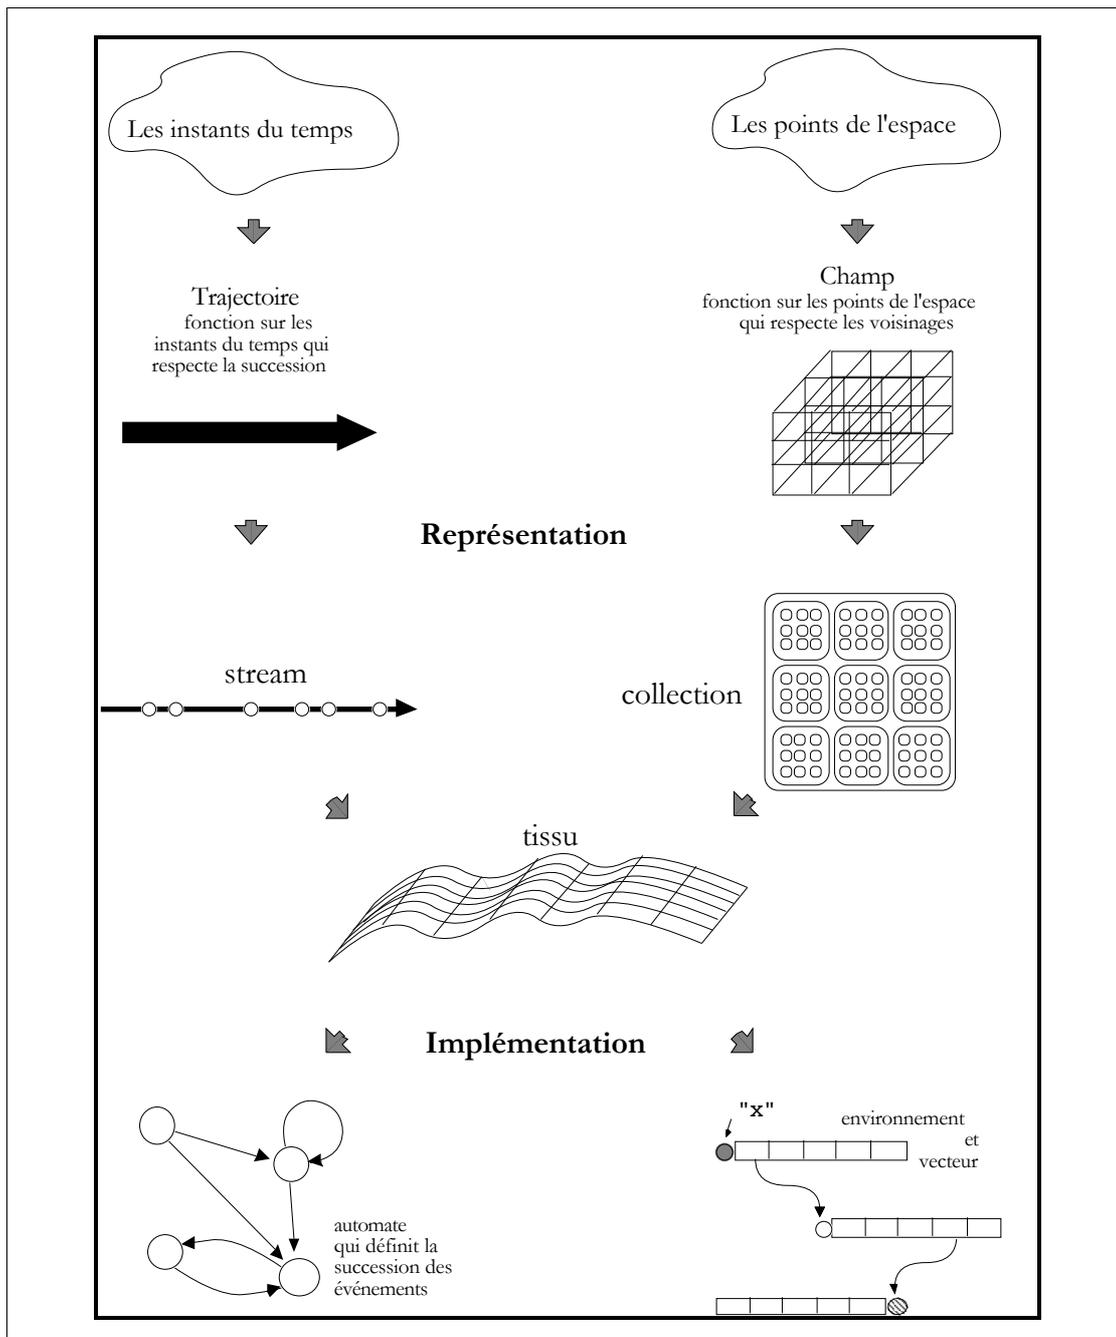 Les instants du temps
Les points de l'espace
Trajectoire
fonction sur les
instants du temps qui
respecte la succession
Champ
fonction sur les points de l'espace
qui respecte les voisinages
Représentation
stream
collection
tissu
Implémentation
"x"
environnement
et
vecteur
automate
qui définit la
succession des
événements